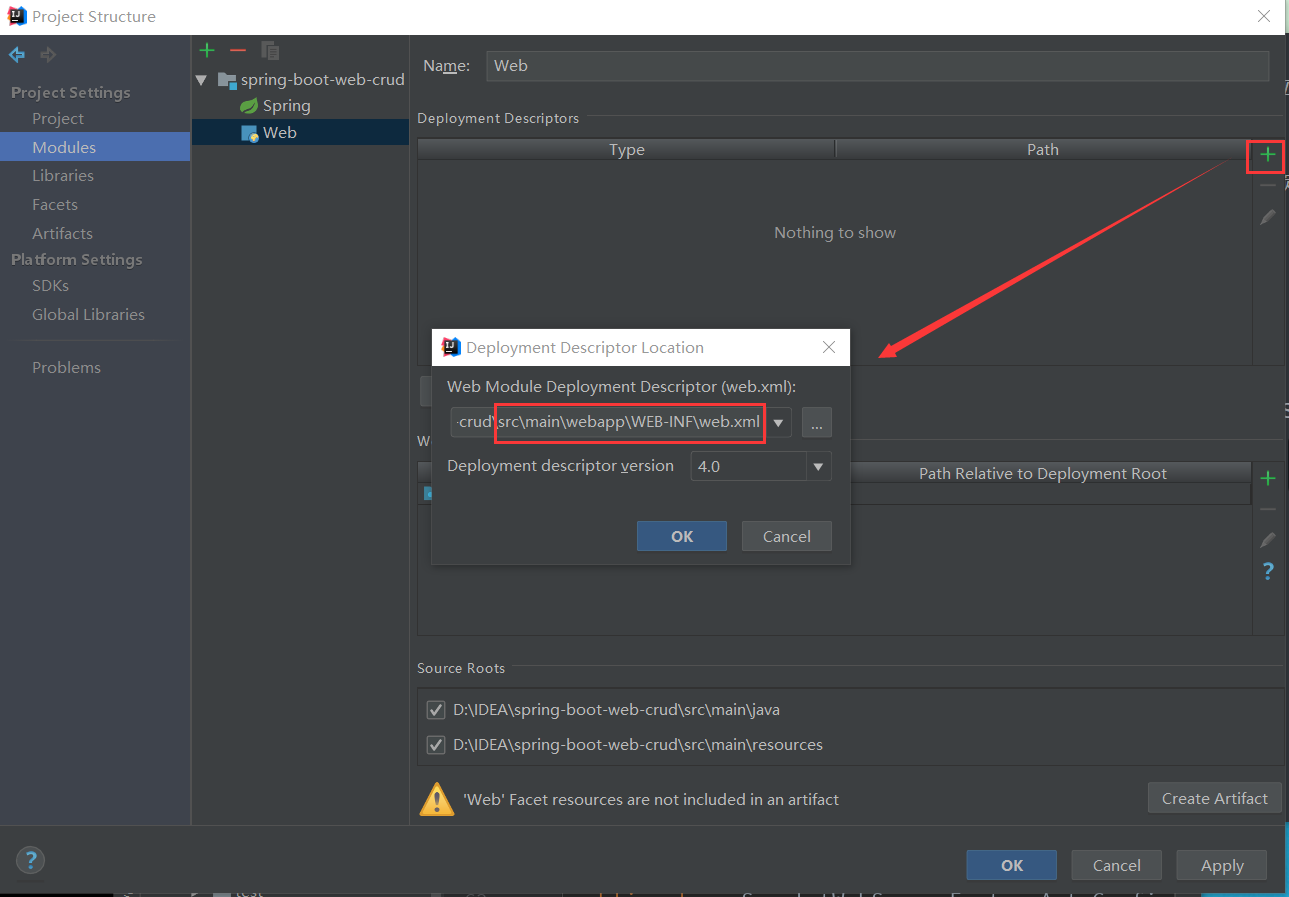 Project Structure
Project Settings
Project
Modules
Libraries
Facets
Artifacts
Platform Settings
SDKs
Global Libraries
Problems
spring-boot-web-crud
Spring
Web
Name: Web
Deployment Descriptors
Type Path
Nothing to show
Deployment Descriptor Location
Web Module Deployment Descriptor (web.xml):
-crud\src\main\webapp\WEB-INF\web.xml ...
Deployment descriptor version 4.0
OK Cancel
Path Relative to Deployment Root
Source Roots
D:\IDEA\spring-boot-web-crud\src\main\java
D:\IDEA\spring-boot-web-crud\src\main\resources
'Web' Facet resources are not included in an artifact
Create Artifact
OK Cancel Apply